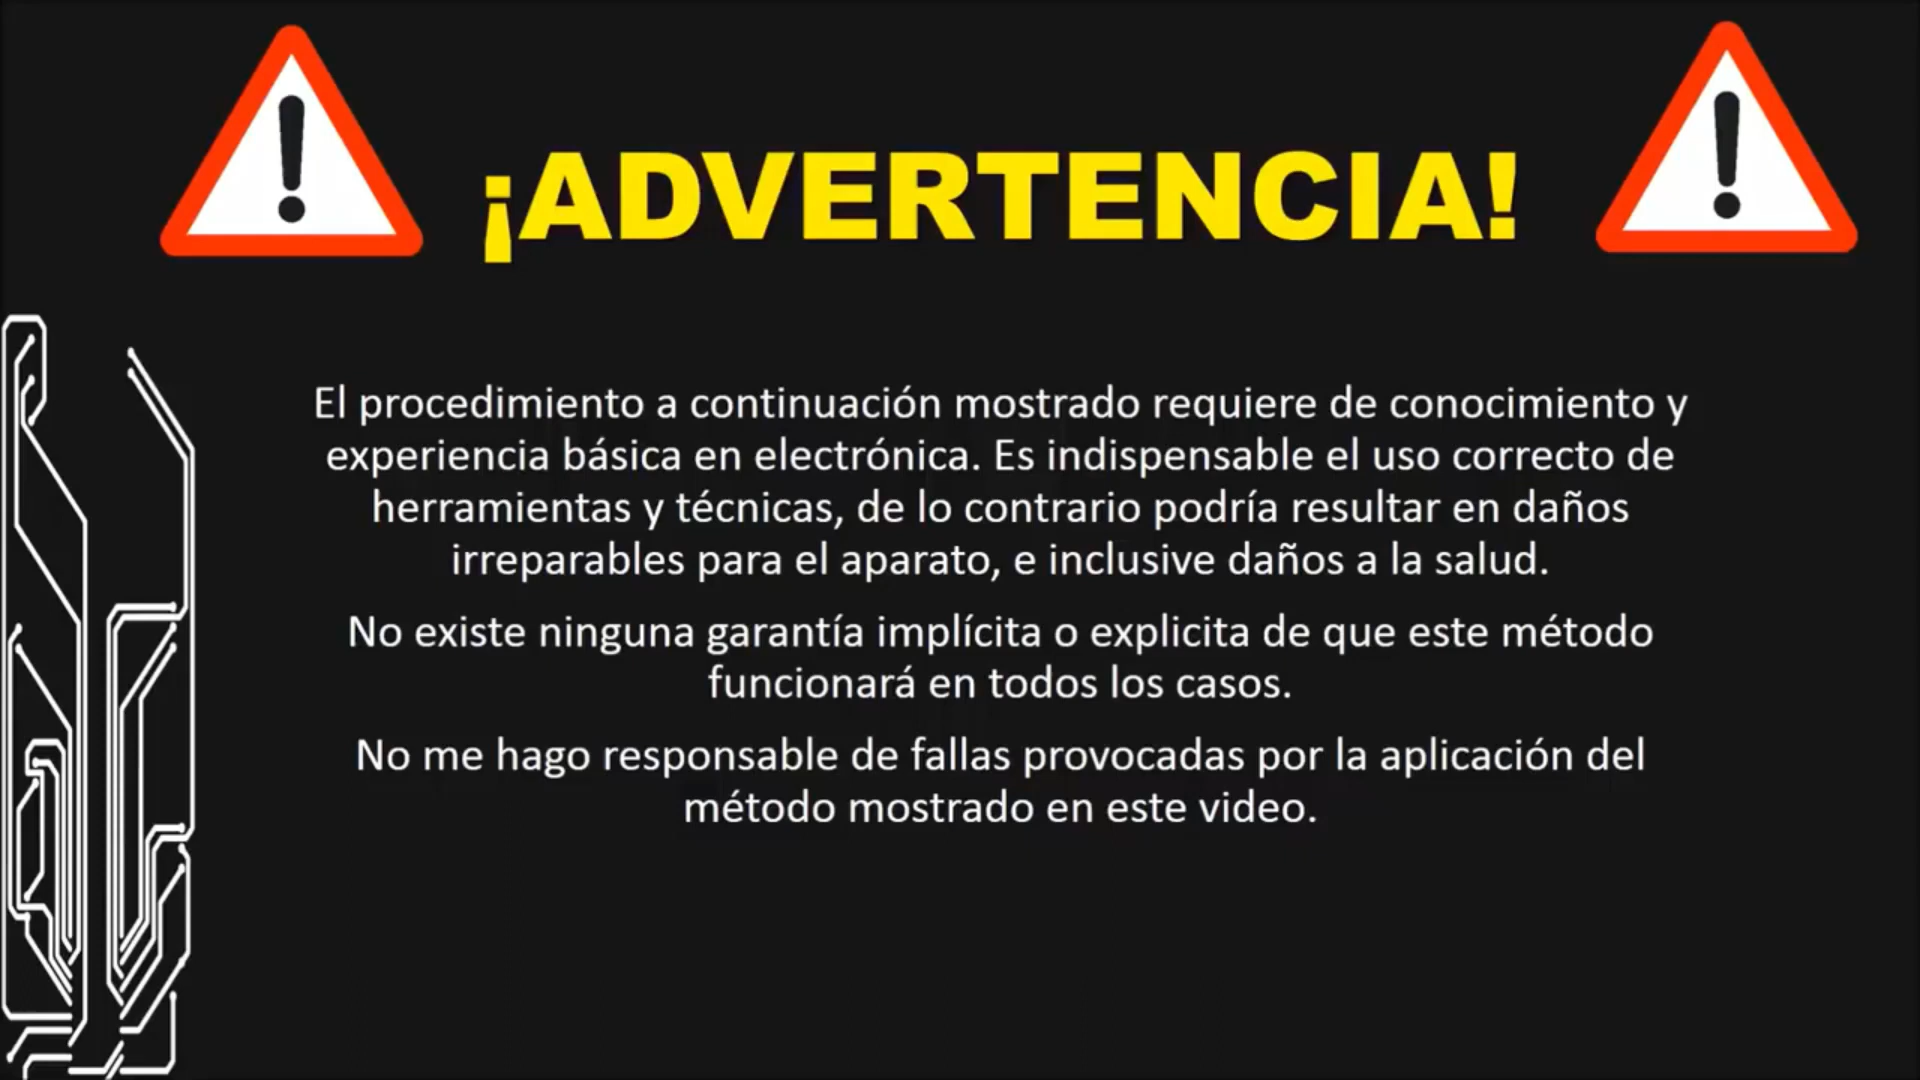 ¡ADVERTENCIA!
El procedimiento a continuación mostrado requiere de conocimiento y
experiencia básica en electrónica. Es indispensable el uso correcto de
herramientas y técnicas, de lo contrario podría resultar en daños
irreparables para el aparato, e inclusive daños a la salud.
No existe ninguna garantía implícita o explicita de que este método
funcionará en todos los casos.
No me hago responsable de fallas provocadas por la aplicación del
método mostrado en este video.